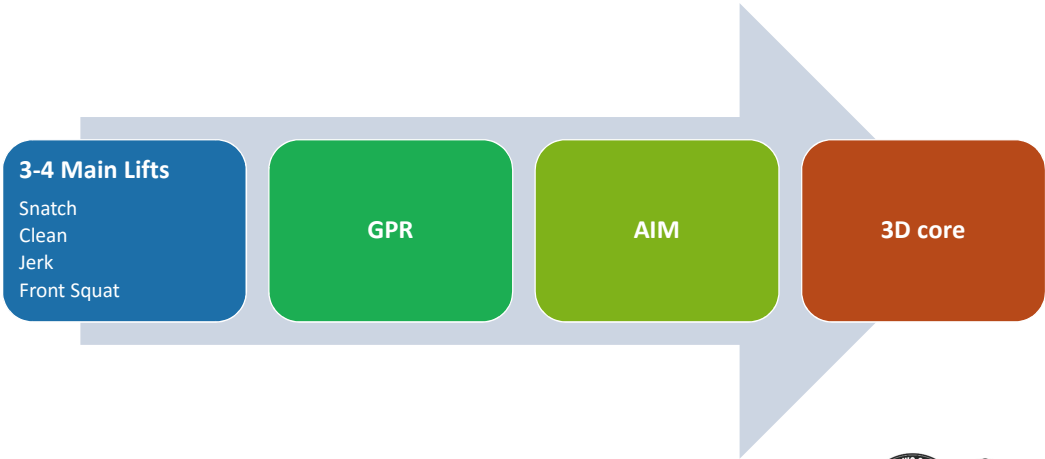 3-4 Main Lifts
Snatch
Clean
Jerk
Front Squat
GPR
AIM
3D core